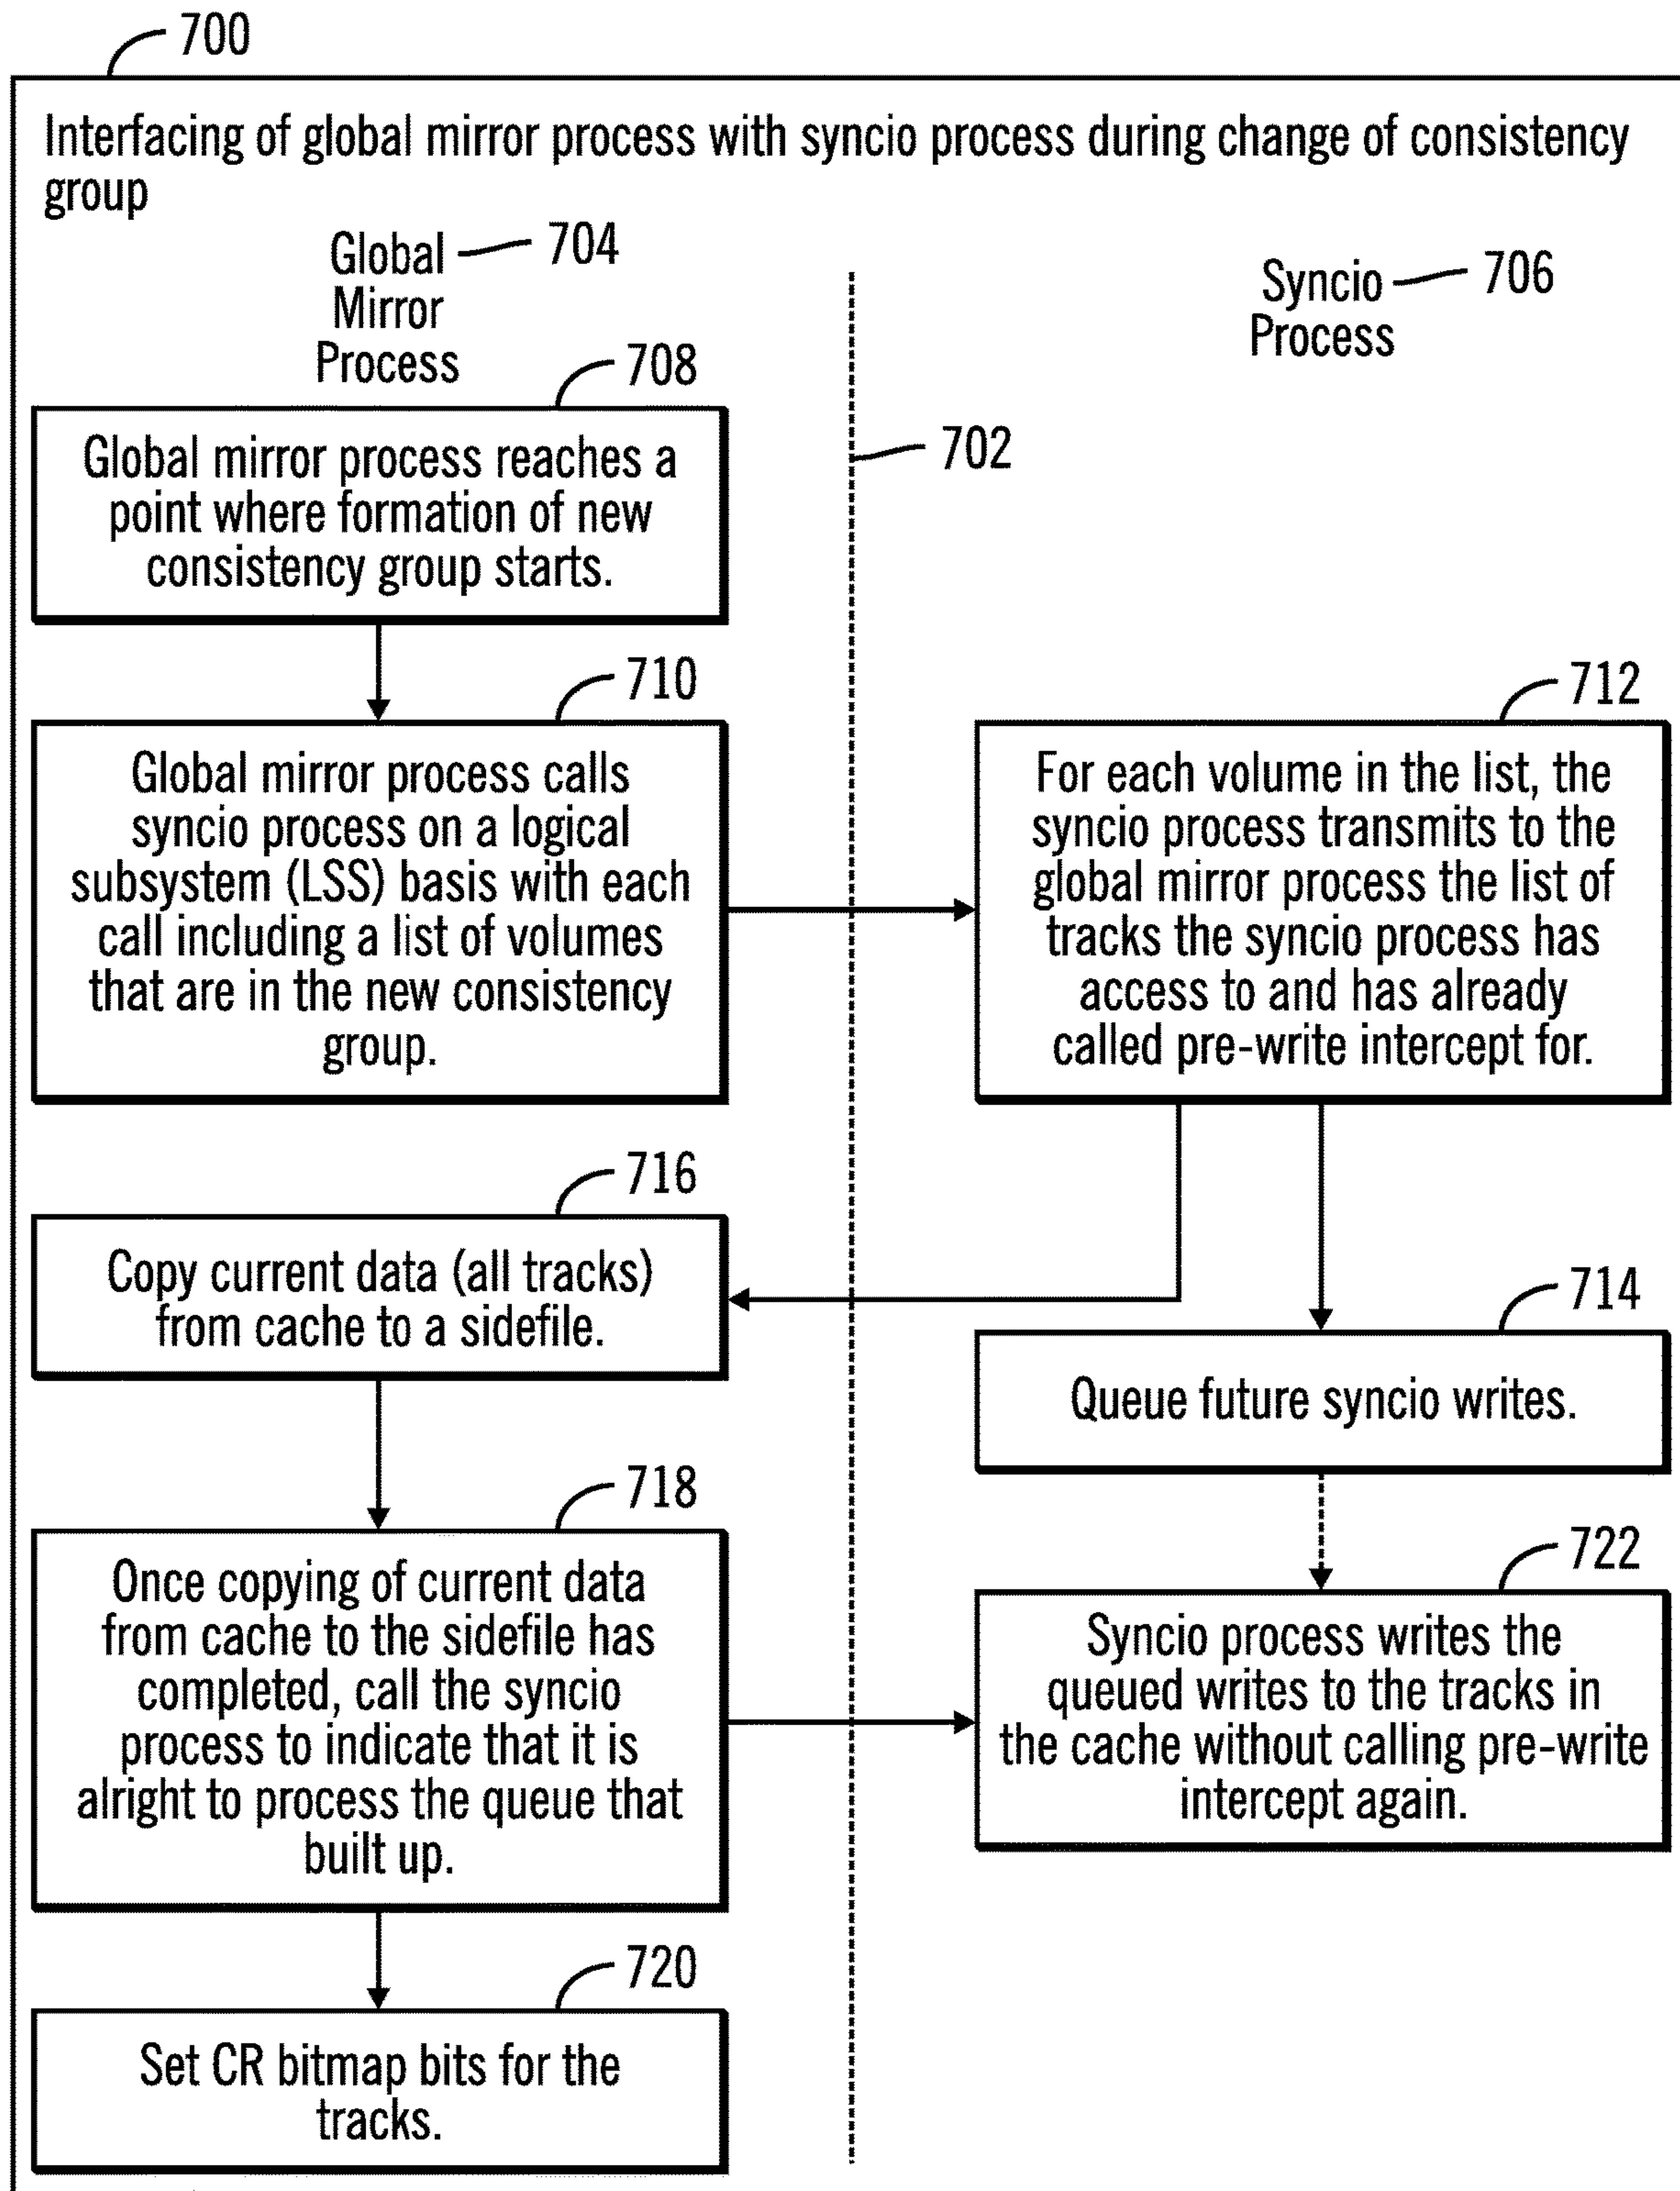 700
Interfacing of global mirror process with syncio process during change of consistency
group
Global
Mirror
Process
704
Syncio
Process
706
702
708
Global mirror process reaches a
point where formation of new
consistency group starts.
710
Global mirror process calls
syncio process on a logical
subsystem (LSS) basis with each
call including a list of volumes
that are in the new consistency
group.
712
For each volume in the list, the
syncio process transmits to the
global mirror process the list of
tracks the syncio process has
access to and has already
called pre-write intercept for.
716
Copy current data (all tracks)
from cache to a sidefile.
714
Queue future syncio writes.
718
Once copying of current data
from cache to the sidefile has
completed, call the syncio
process to indicate that it is
alright to process the queue that
built up.
722
Syncio process writes the
queued writes to the tracks in
the cache without calling pre-write
intercept again.
720
Set CR bitmap bits for the
tracks.